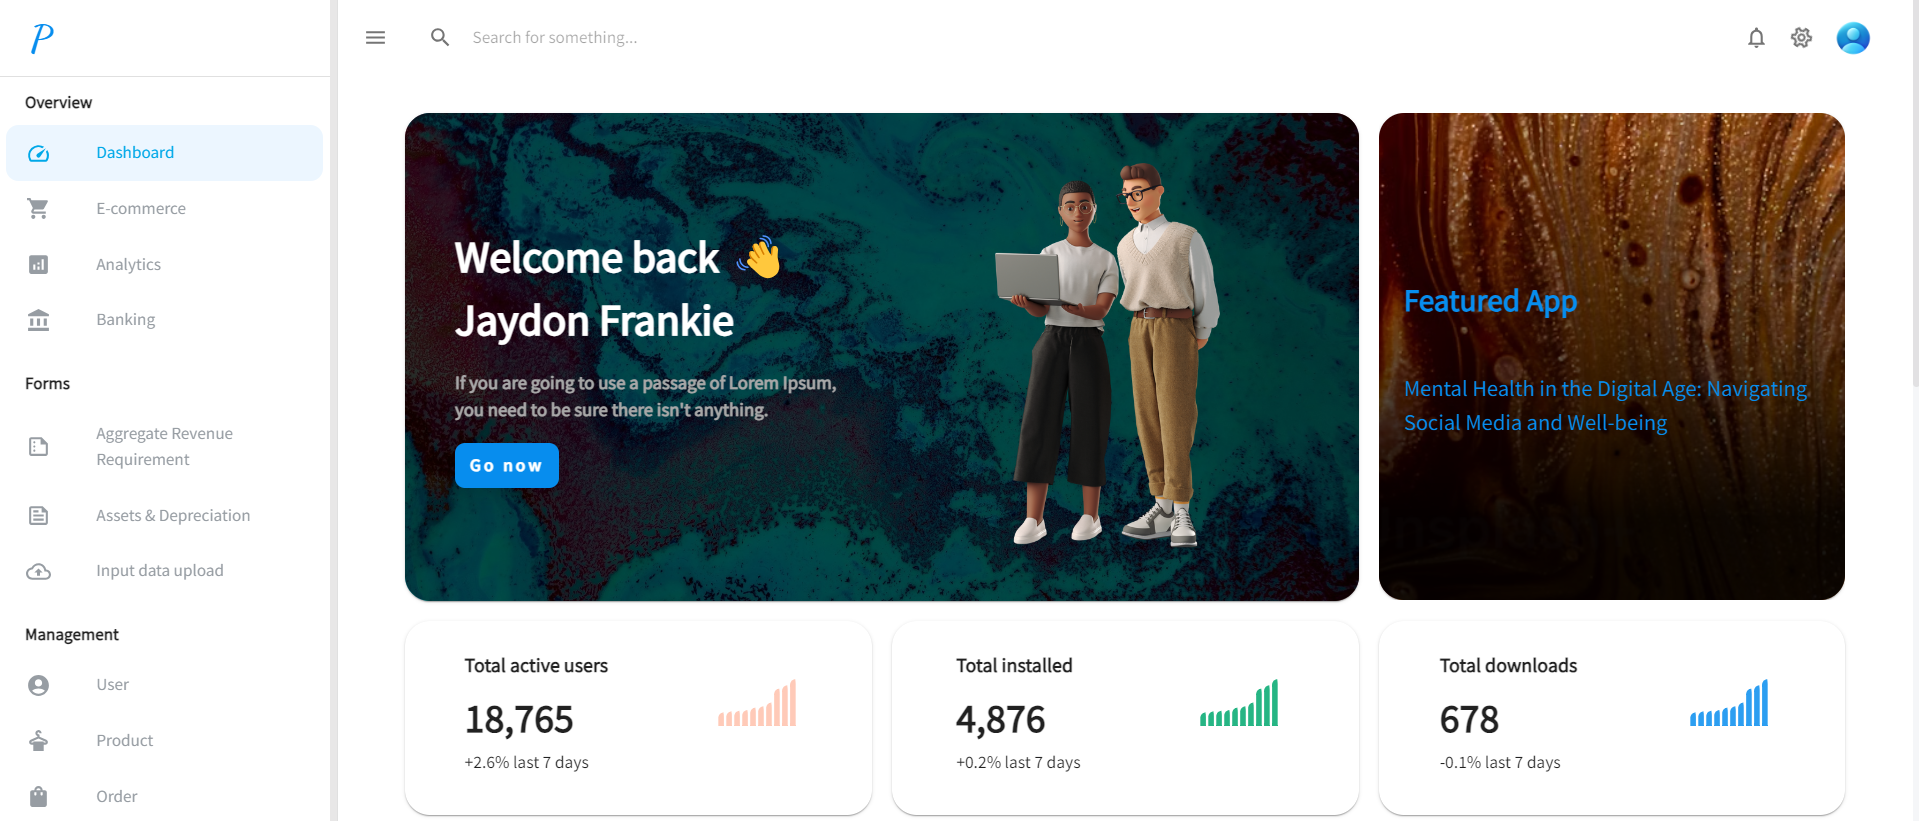 P
Search for something...
Overview
Dashboard
E-commerce
Analytics
Banking
Forms
Aggregate Revenue
Requirement
Assets & Depreciation
Input data upload
Management
User
Product
Order
Welcome back 👋
Jaydon Frankie
If you are going to use a passage of Lorem Ipsum,
you need to be sure there isn't anything.
Go now
Featured App
Mental Health in the Digital Age: Navigating
Social Media and Well-being
Total active users
18,765
+2.6% last 7 days
Total installed
4,876
+0.2% last 7 days
Total downloads
678
-0.1% last 7 days